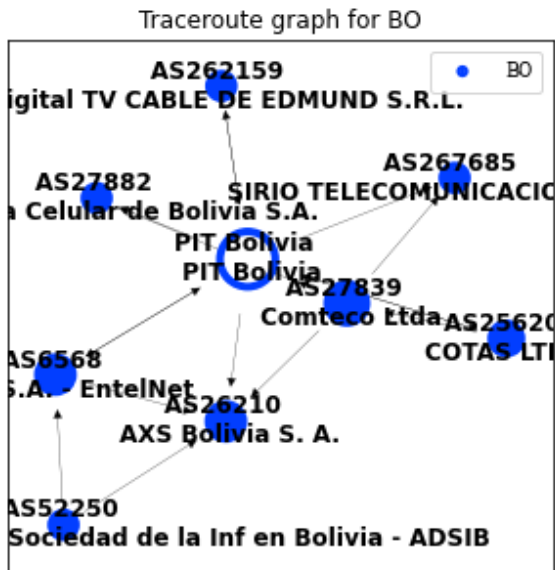 Traceroute graph for BO
BO
AS262159
igital TV CABLE DE EDMUND S.R.L.
AS267685
SIRIO TELECOMUNICACIO
AS27882
a Celular de Bolivia S.A.
PIT Bolivia
PIT Bolivia
AS27839
Comteco Ltda
AS25620
COTAS LTI
AS6568
S.A. - EntelNet
AS26210
AXS Bolivia S. A.
AS52250
Sociedad de la Inf en Bolivia - ADSIB